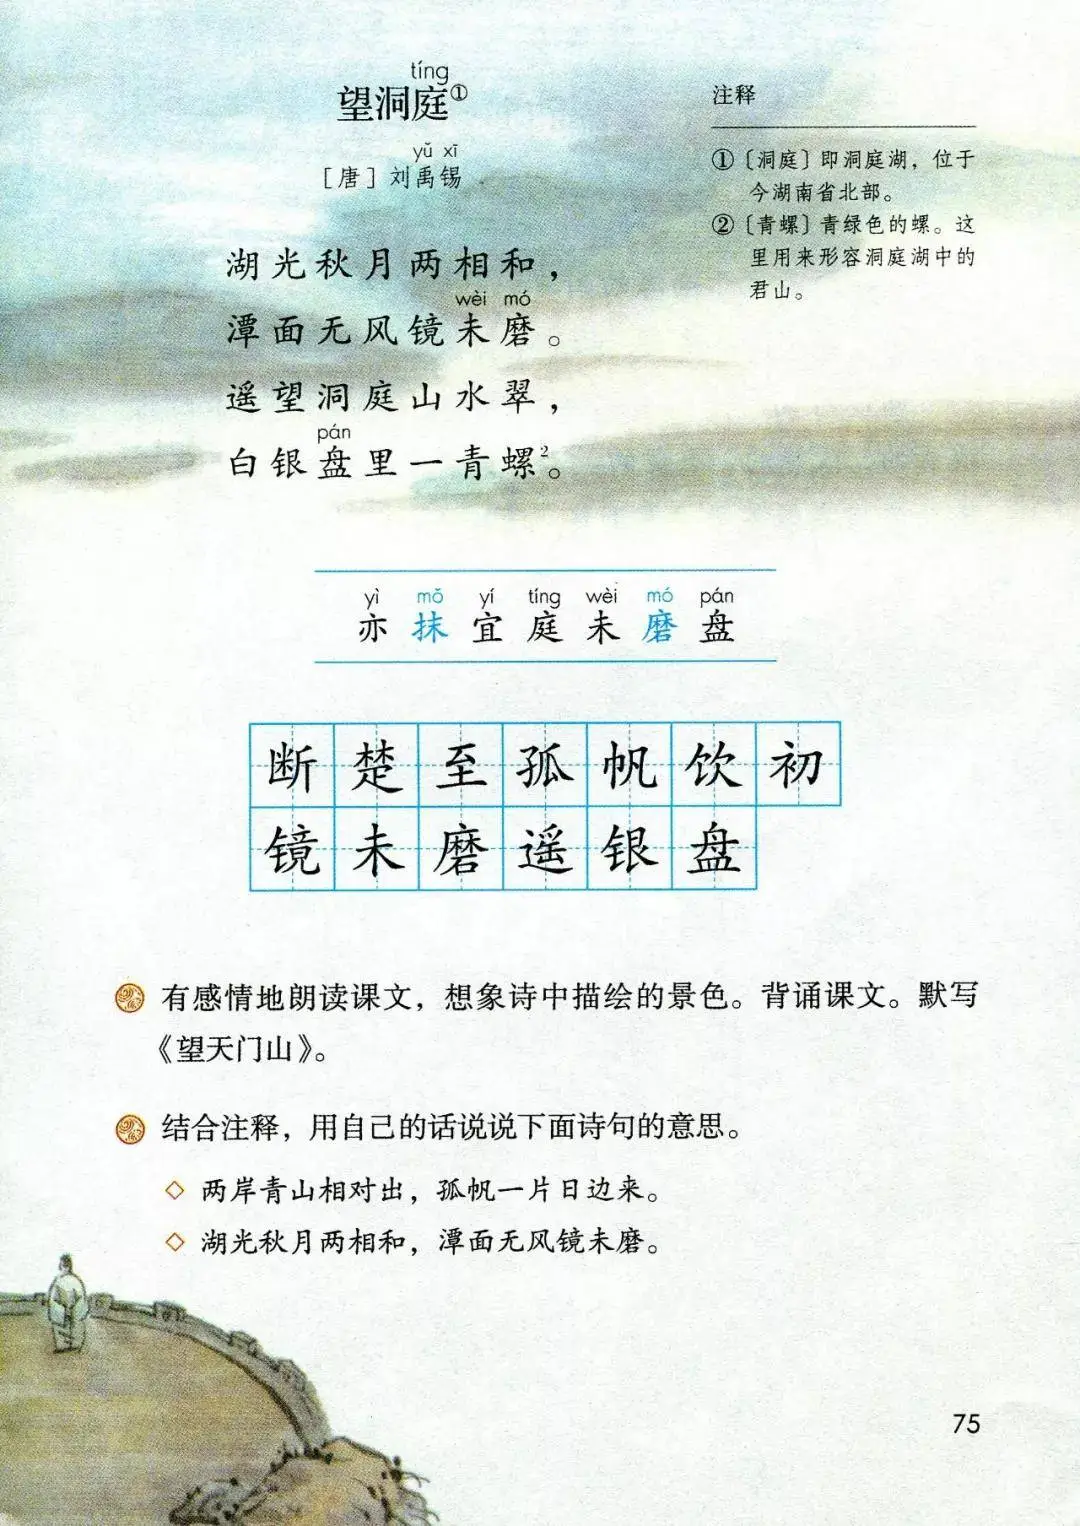 tíng
望洞庭①
yǔ xī
［唐］刘禹锡
湖光秋月两相和，
wèi mó
潭面无风镜未磨。
遥望洞庭山水翠，
pán
白银盘里一青螺2。
注释
①〔洞庭〕即洞庭湖，位于
今湖南省北部。
②〔青螺〕青绿色的螺。这
里用来形容洞庭湖中的
君山。
yì mǒ yí tíng wèi mó pán
亦 抹 宜 庭 未 磨 盘
断 楚 至 孤 帆 饮 初
镜 未 磨 遥 银 盘
有感情地朗读课文，想象诗中描绘的景色。背诵课文。默写
《望天门山》。
结合注释，用自己的话说说下面诗句的意思。
◇ 两岸青山相对出，孤帆一片日边来。
◇ 湖光秋月两相和，潭面无风镜未磨。
75